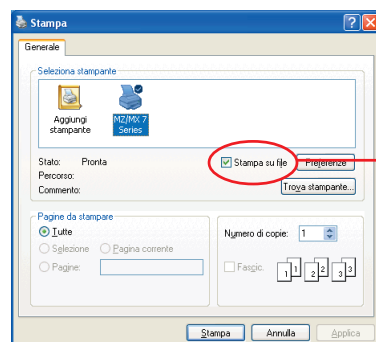 Stampa
Generale
Seleziona stampante
Aggiungi
stampante
MZ/MX 7
Series
Stato: Pronta
Stampa su file
Preferenze
Percorso:
Commento:
Trova stampante...
Pagine da stampare
Tutte
Selezione
Pagina corrente
Pagine:
Numero di copie: 1
Fascic.
1 1 2 2 3 3
Stampa
Annulla
Applica